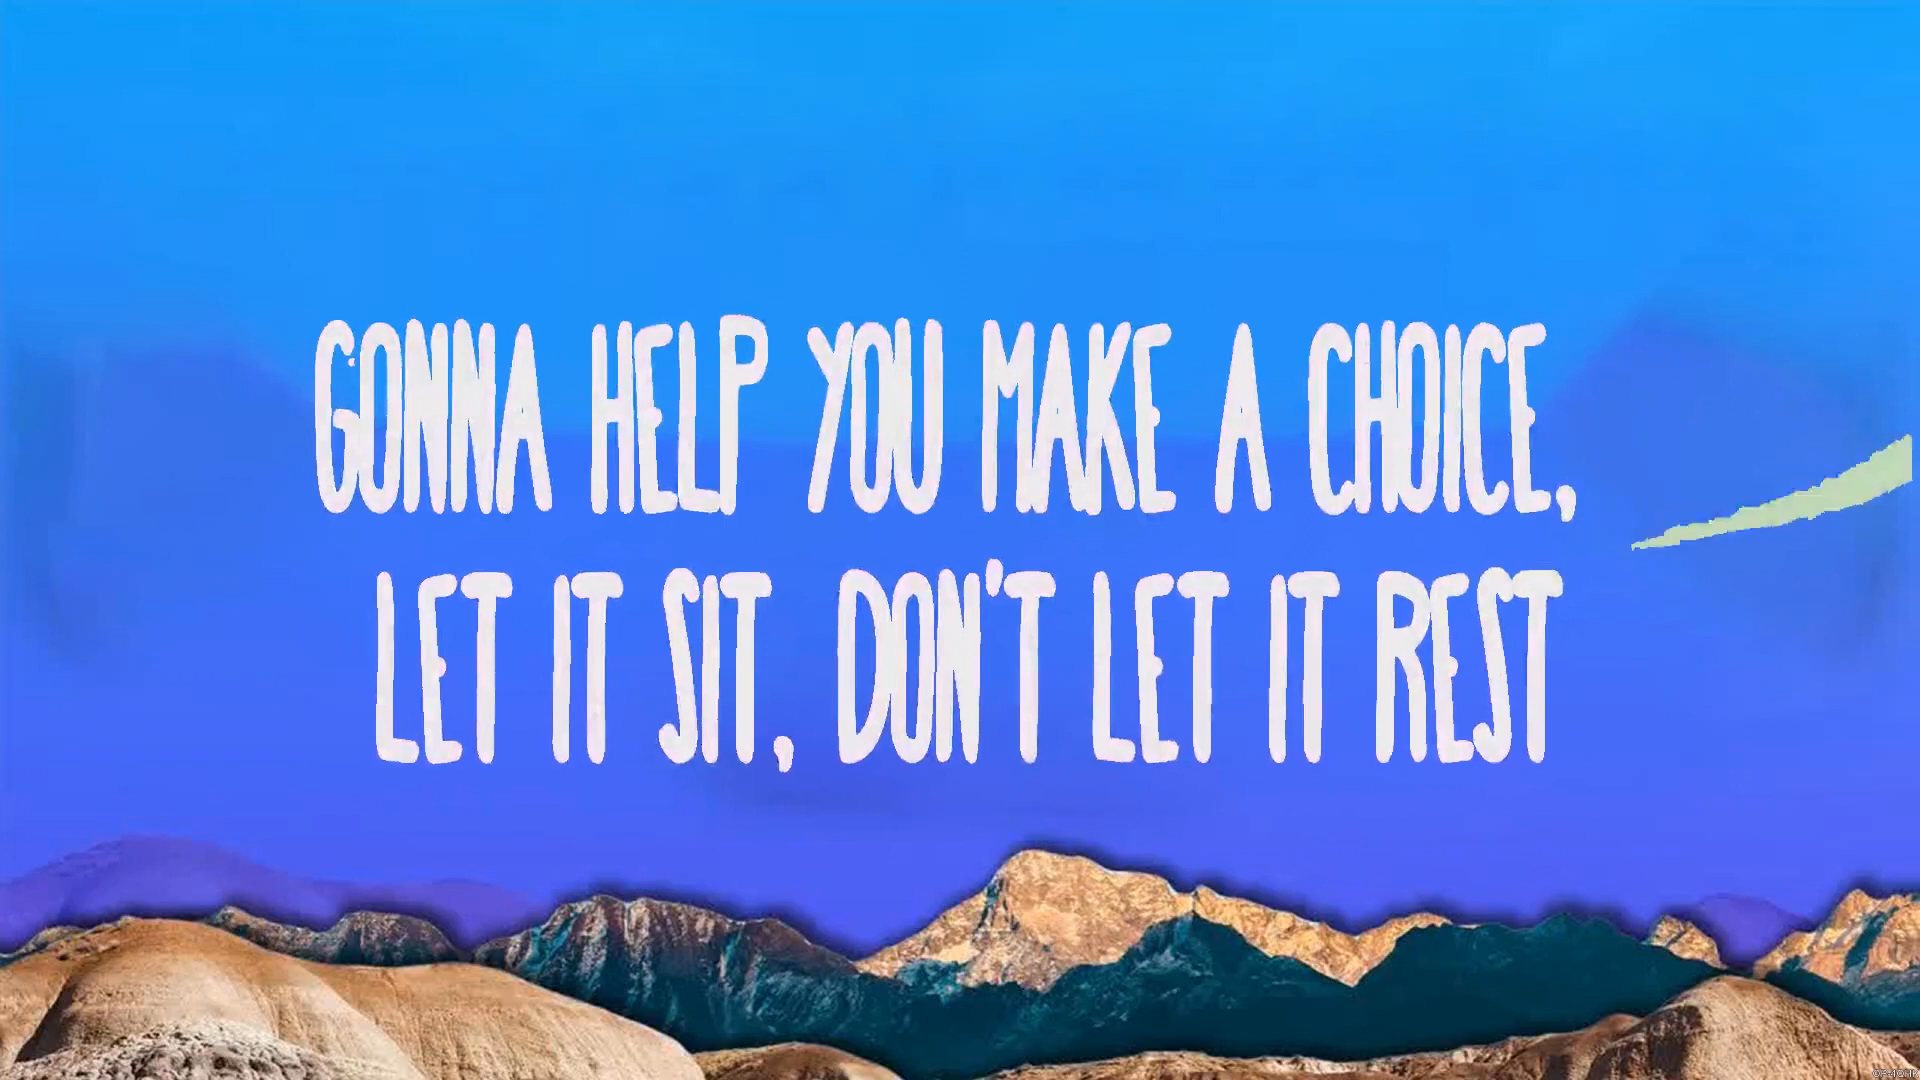 GONNA HELP YOU MAKE A CHOICE,
LET IT SIT, DON'T LET IT REST